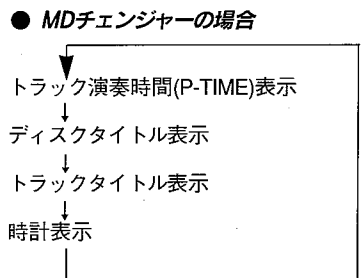 ● MDチェンジャーの場合
トラック演奏時間(P-TIME)表示
ディスクタイトル表示
トラックタイトル表示
時計表示